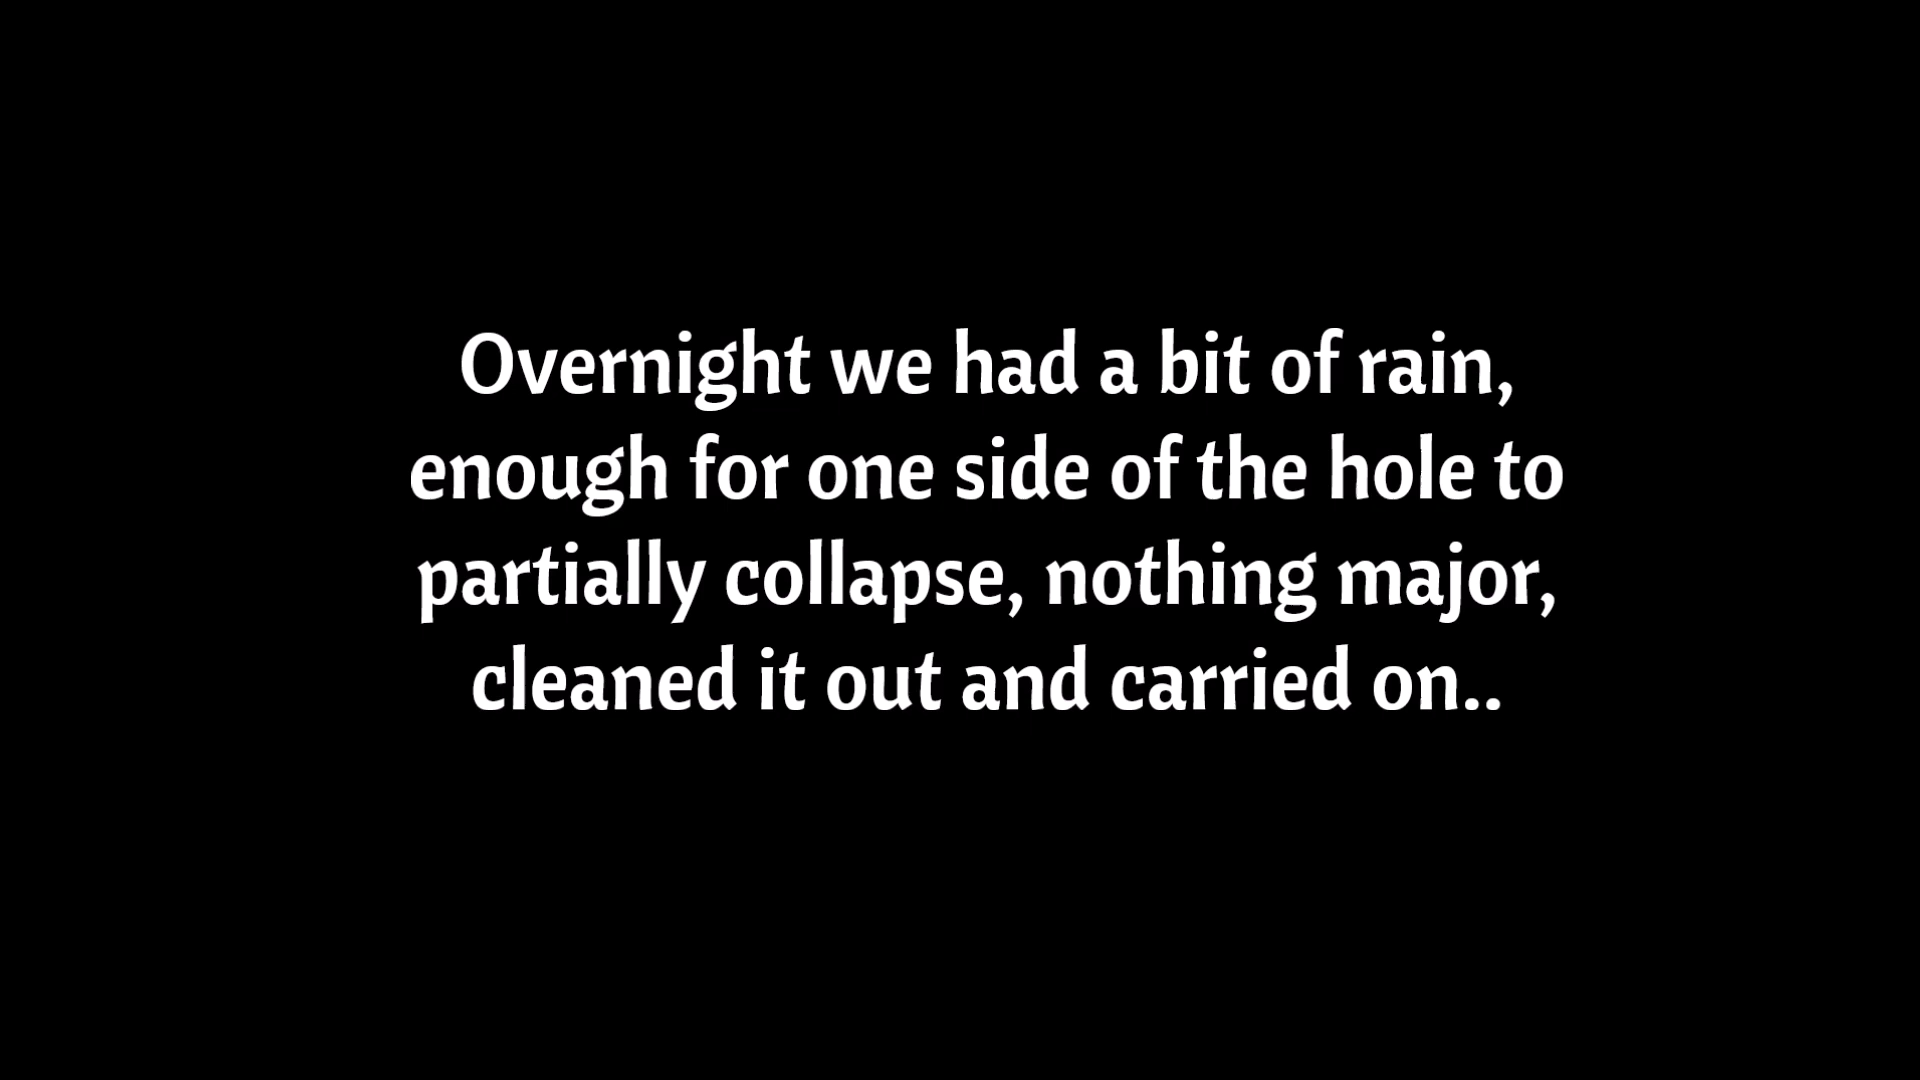 Overnight we had a bit of rain,
enough for one side of the hole to
partially collapse, nothing major,
cleaned it out and carried on..